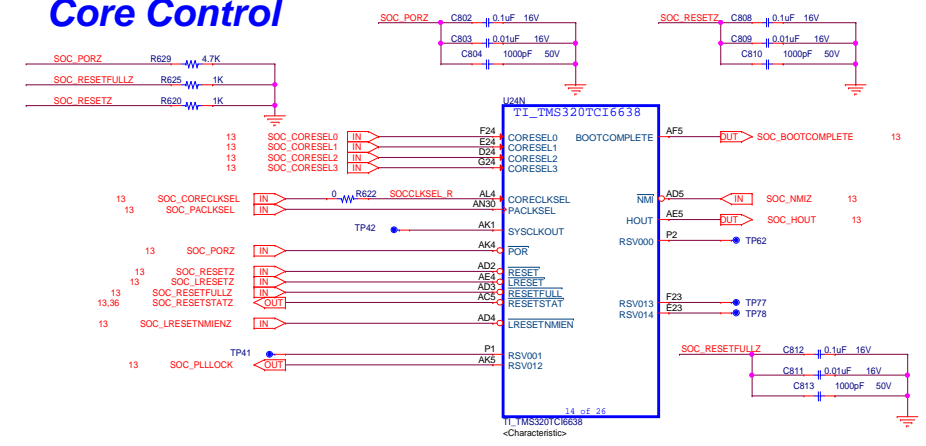 Core Control
SOC_PORZ R629 4.7K
SOC_RESETFULLZ R625 1K
SOC_RESETZ R620 1K
SOC_PORZ C802 0.1uF 16V
C803 0.01uF 16V
C804 1000pF 50V
SOC_RESETZ C808 0.1uF 16V
C809 0.01uF 16V
C810 1000pF 50V
U24N
TI_TMS320TCI6638
13 SOC_CORESEL0 IN F24 CORESEL0
13 SOC_CORESEL1 IN E24 CORESEL1
13 SOC_CORESEL2 IN D24 CORESEL2
13 SOC_CORESEL3 IN G24 CORESEL3
BOOTCOMPLETE AF5 OUT SOC_BOOTCOMPLETE 13
13 SOC_CORECLKSEL IN 0 R622 SOCCLKSEL_R AL4 CORECLKSEL
13 SOC_PACLKSEL IN AN30 PACLKSEL
NMI AD5 IN SOC_NMIZ 13
HOUT AE5 OUT SOC_HOUT 13
TP42 AK1 SYSCLKOUT
RSV000 P2 TP62
13 SOC_PORZ IN AK4 POR
13 SOC_RESETZ IN AD2 RESET
13 SOC_LRESETZ IN AE4 LRESET
13 SOC_RESETFULLZ IN AD3 RESETFULL
13,36 SOC_RESETSTATZ OUT AC5 RESETSTAT
RSV013 F23 TP77
RSV014 E23 TP78
13 SOC_LRESETNMIENZ IN AD4 LRESETNMIEN
TP41 P1 RSV001
13 SOC_PLLLOCK OUT AK5 RSV012
SOC_RESETFULLZ C812 0.1uF 16V
C811 0.01uF 16V
C813 1000pF 50V
14 of 26
TI_TMS320TCI6638
<Characteristic>